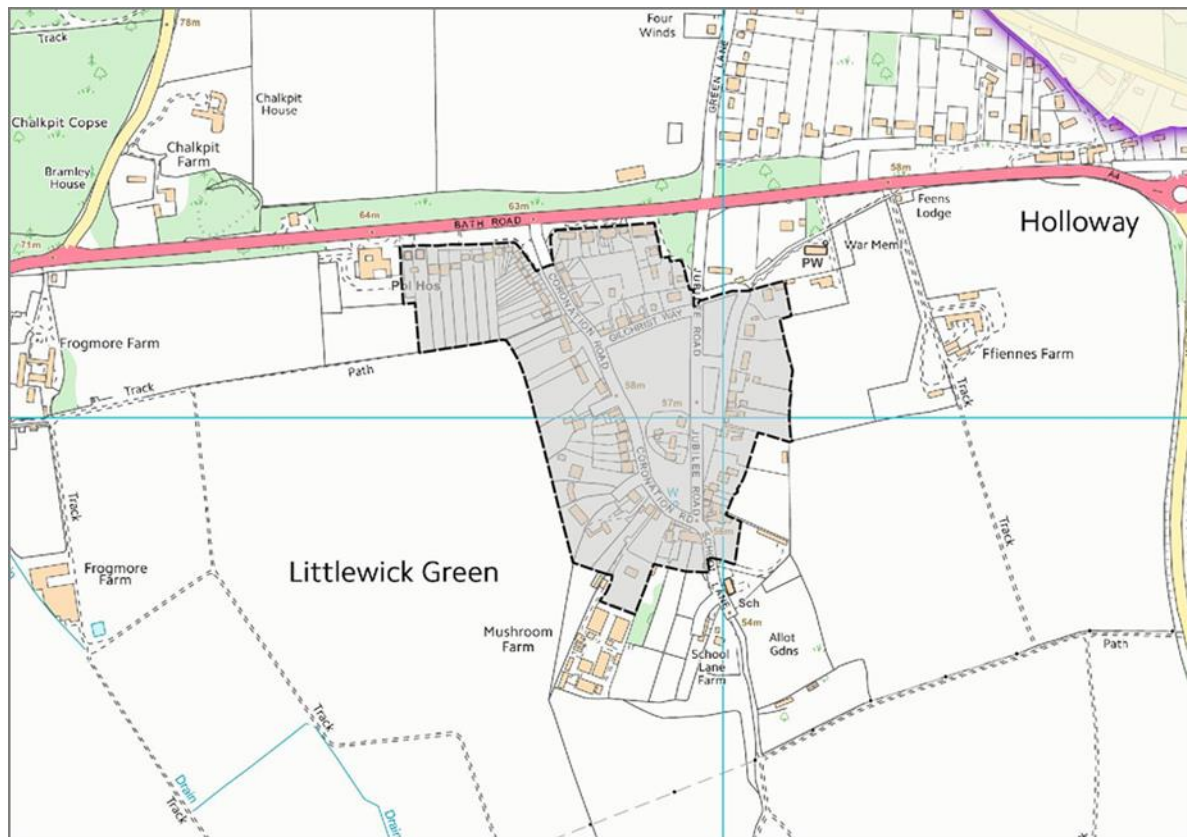 78m
Track
Four
Winds
GREEN LANE
Chalkpit
House
Chalkpit Copse
Chalkpit
Farm
Bramley
House
58m
A4
Feens
Lodge
Holloway
63m
BATH ROAD
64m
71m
War Meml
PW
Pol Hos
CORONATION ROAD
GILCHRIST WAY
JUBILEE ROAD
Frogmore Farm
Ffiennes Farm
Path
Track
Track
58m
57m
JUBILEE ROAD
CORONATION RD
W
Track
Track
56m
SCHOOL LANE
Littlewick Green
Frogmore
Farm
Sch
54m
Mushroom
Farm
Allot
Gdns
School
Lane
Farm
Path
Track
Drain
Track
Drain